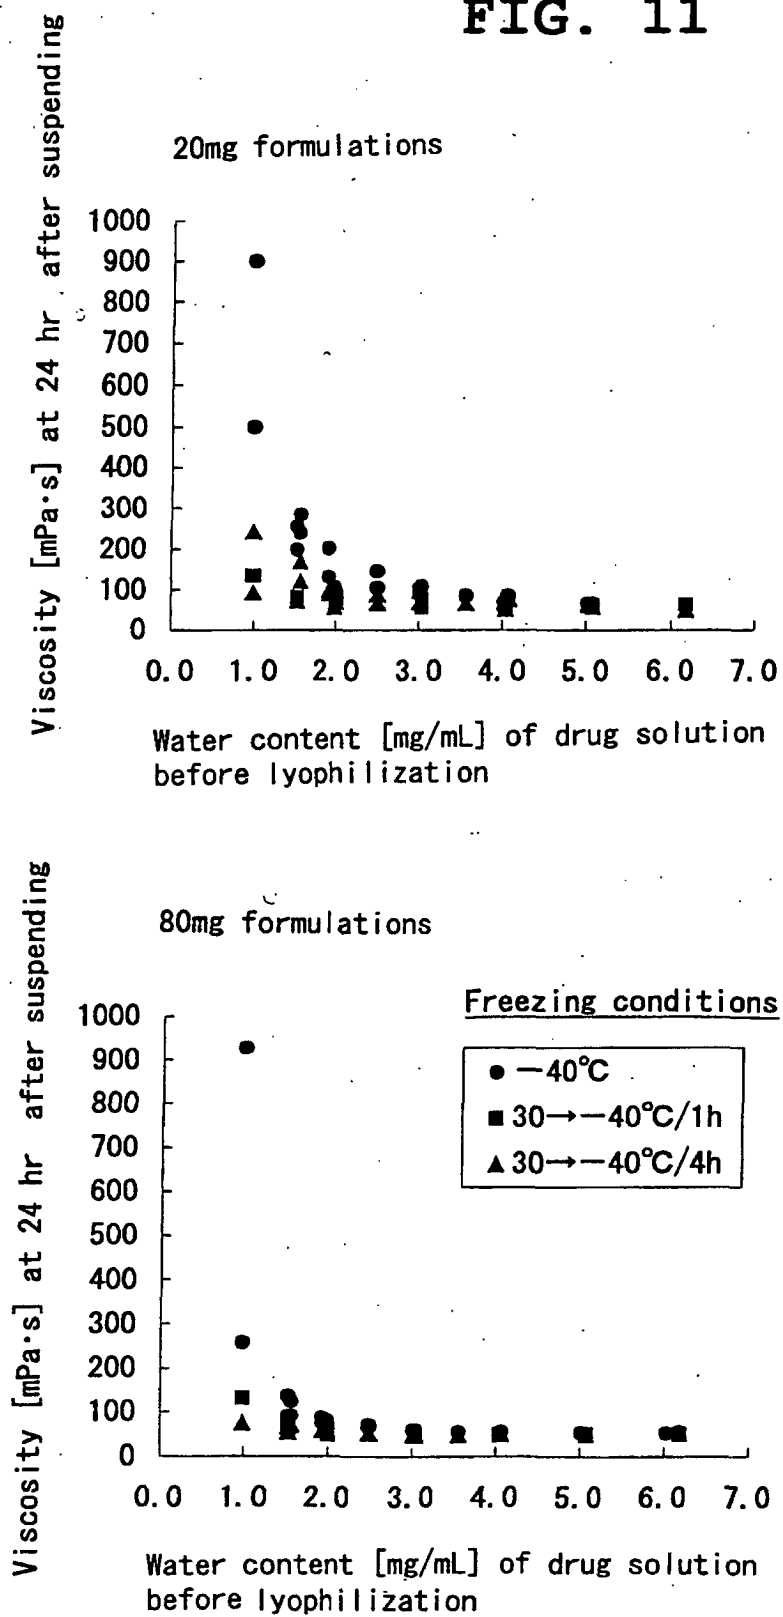 FIG. 11
20mg formulations
Viscosity [mPa·s] at 24 hr after suspending
1000
900
800
700
600
500
400
300
200
100
0
0.0 1.0 2.0 3.0 4.0 5.0 6.0 7.0
Water content [mg/mL] of drug solution
before lyophilization
80mg formulations
Viscosity [mPa·s] at 24 hr after suspending
1000
900
800
700
600
500
400
300
200
100
0
0.0 1.0 2.0 3.0 4.0 5.0 6.0 7.0
Water content [mg/mL] of drug solution
before lyophilization
Freezing conditions
● −40℃
■ 30→−40℃/1h
▲ 30→−40℃/4h